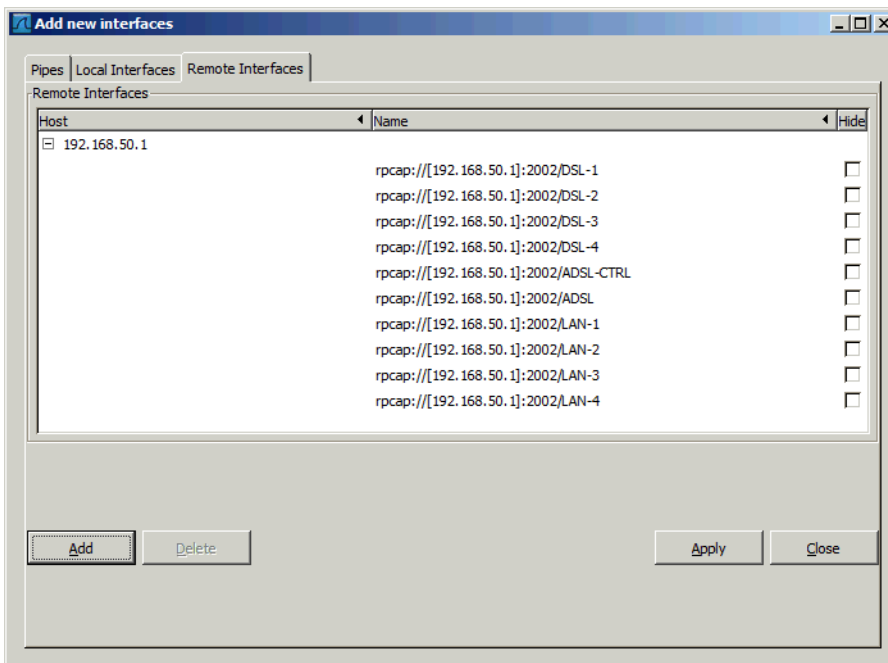 Add new interfaces
Pipes Local Interfaces Remote Interfaces
Remote Interfaces
Host Name Hide
192.168.50.1
rpcap://[192.168.50.1]:2002/DSL-1
rpcap://[192.168.50.1]:2002/DSL-2
rpcap://[192.168.50.1]:2002/DSL-3
rpcap://[192.168.50.1]:2002/DSL-4
rpcap://[192.168.50.1]:2002/ADSL-CTRL
rpcap://[192.168.50.1]:2002/ADSL
rpcap://[192.168.50.1]:2002/LAN-1
rpcap://[192.168.50.1]:2002/LAN-2
rpcap://[192.168.50.1]:2002/LAN-3
rpcap://[192.168.50.1]:2002/LAN-4
Add Delete Apply Close